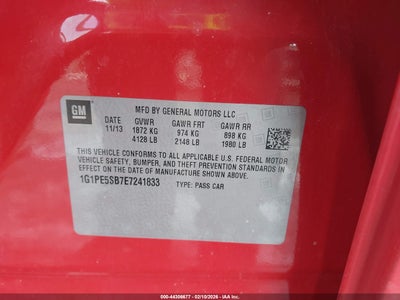 GM
MFD BY GENERAL MOTORS LLC
DATE GVWR GAWR FRT GAWR RR
11/13 1872 KG 974 KG 898 KG
4128 LB 2148 LB 1980 LB
THIS VEHICLE CONFORMS TO ALL APPLICABLE U.S. FEDERAL MOTOR
VEHICLE SAFETY, BUMPER, AND THEFT PREVENTION STANDARDS IN
EFFECT ON THE DATE OF MANUFACTURE SHOWN ABOVE.
1G1PE5SB7E7241833 TYPE: PASS CAR
000-44306677 - 02/10/2026 - IAA Inc.